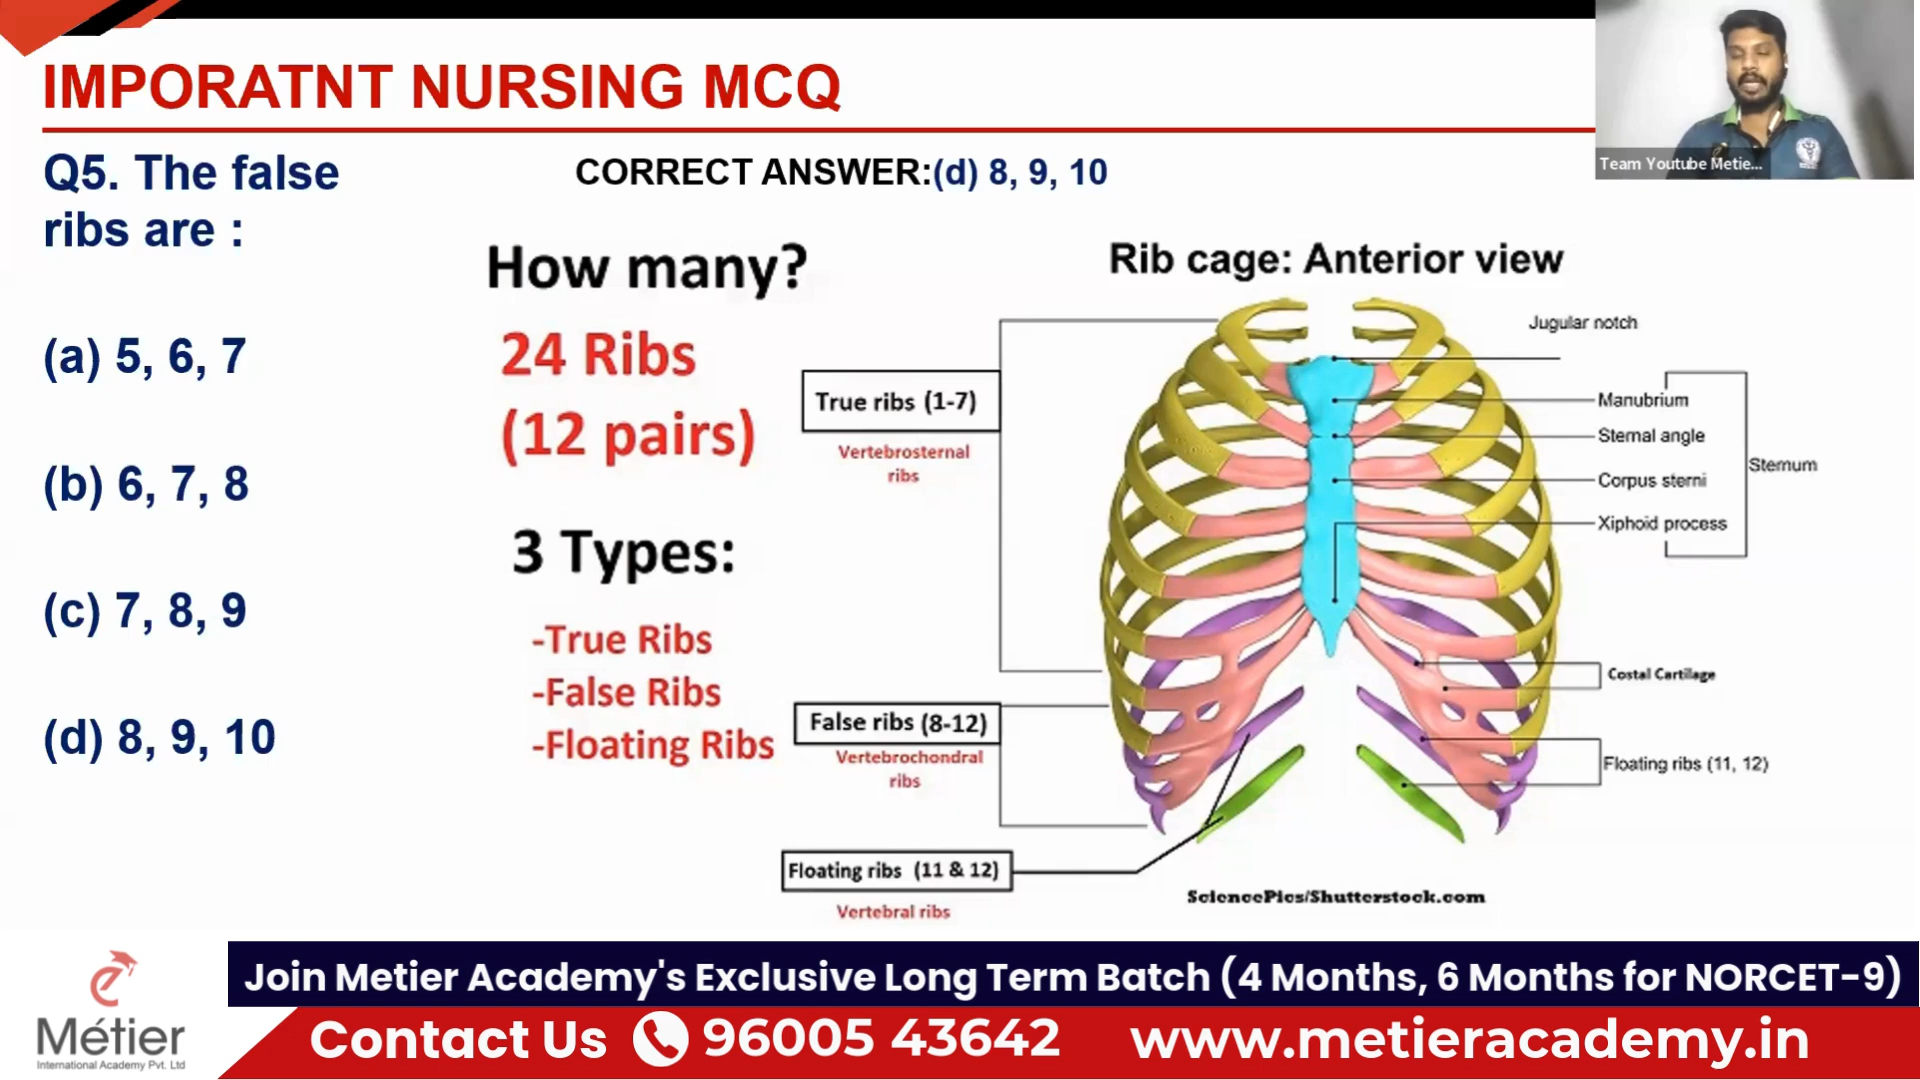 IMPORATNT NURSING MCQ
Team Youtube Metie...
Q5. The false
ribs are :
(a) 5, 6, 7
(b) 6, 7, 8
(c) 7, 8, 9
(d) 8, 9, 10
CORRECT ANSWER:(d) 8, 9, 10
How many?
24 Ribs
(12 pairs)
3 Types:
-True Ribs
-False Ribs
-Floating Ribs
Rib cage: Anterior view
True ribs (1-7)
Vertebrosternal
ribs
False ribs (8-12)
Vertebrochondral
ribs
Floating ribs (11 & 12)
Vertebral ribs
Jugular notch
Manubrium
Sternal angle
Corpus sterni
Xiphoid process
Sternum
Costal Cartilage
Floating ribs (11, 12)
SciencePics/Shutterstock.com
Métier
International Academy Pvt. Ltd
Join Metier Academy's Exclusive Long Term Batch (4 Months, 6 Months for NORCET-9)
Contact Us 96005 43642 www.metieracademy.in